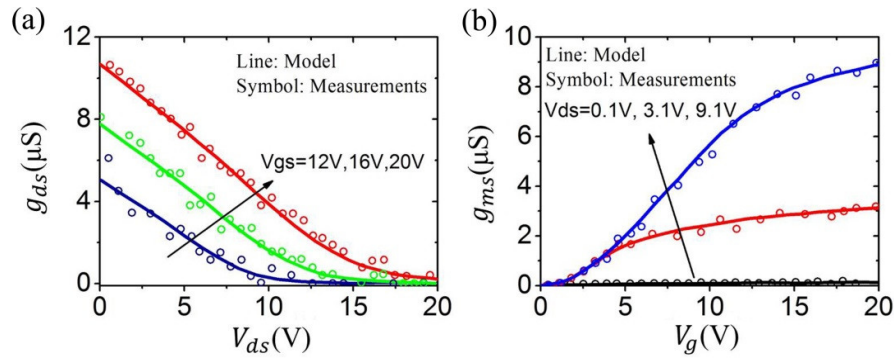 (a)
12
8
4
0
g_ds(μS)
Line: Model
Symbol: Measurements
Vgs=12V,16V,20V
0 5 10 15 20
V_ds(V)
(b)
10
8
6
4
2
0
g_ms(μS)
Line: Model
Symbol: Measurements
Vds=0.1V, 3.1V, 9.1V
0 5 10 15 20
V_g(V)